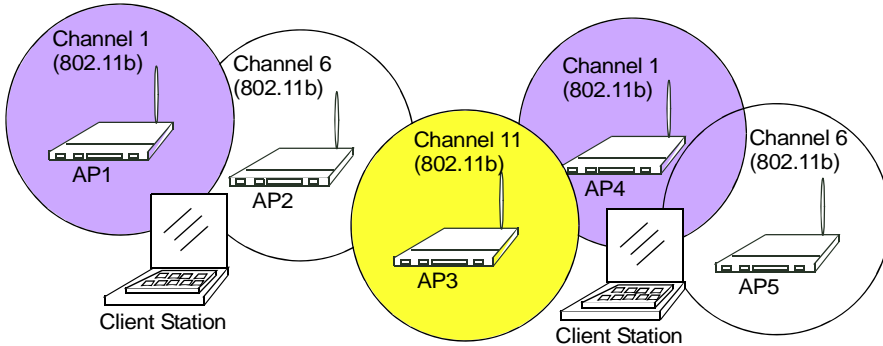 Channel 1
(802.11b)
AP1
Channel 6
(802.11b)
AP2
Channel 11
(802.11b)
AP3
Channel 1
(802.11b)
AP4
Channel 6
(802.11b)
AP5
Client Station
Client Station